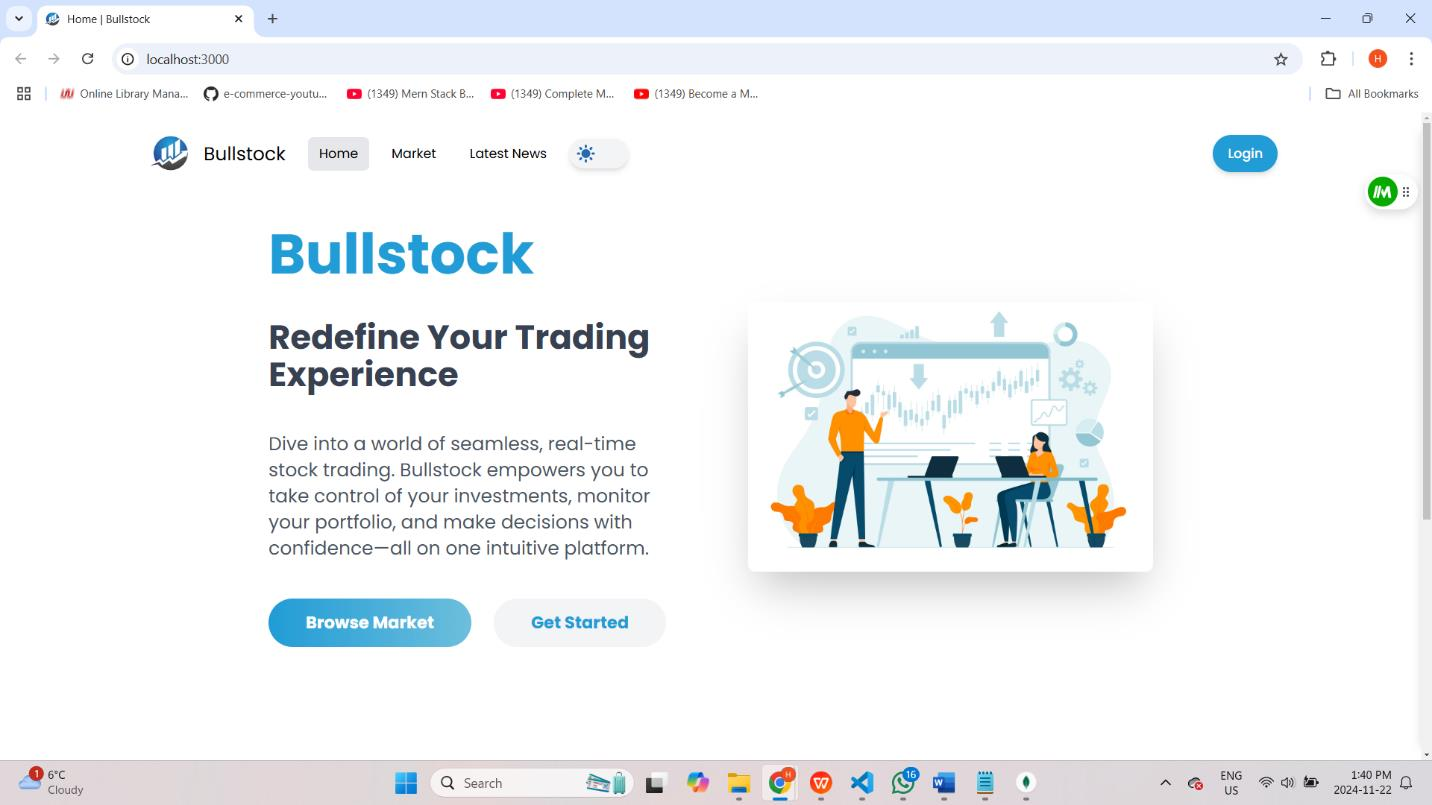 Home | Bullstock
localhost:3000
H
Online Library Mana...
e-commerce-youtu...
(1349) Mern Stack B...
(1349) Complete M...
(1349) Become a M...
All Bookmarks
Bullstock
Home
Market
Latest News
Login
Bullstock
Redefine Your Trading
Experience
Dive into a world of seamless, real-time
stock trading. Bullstock empowers you to
take control of your investments, monitor
your portfolio, and make decisions with
confidence—all on one intuitive platform.
Browse Market
Get Started
1
6°C
Cloudy
Search
H
W
16
W
ENG
US
1:40 PM
2024-11-22